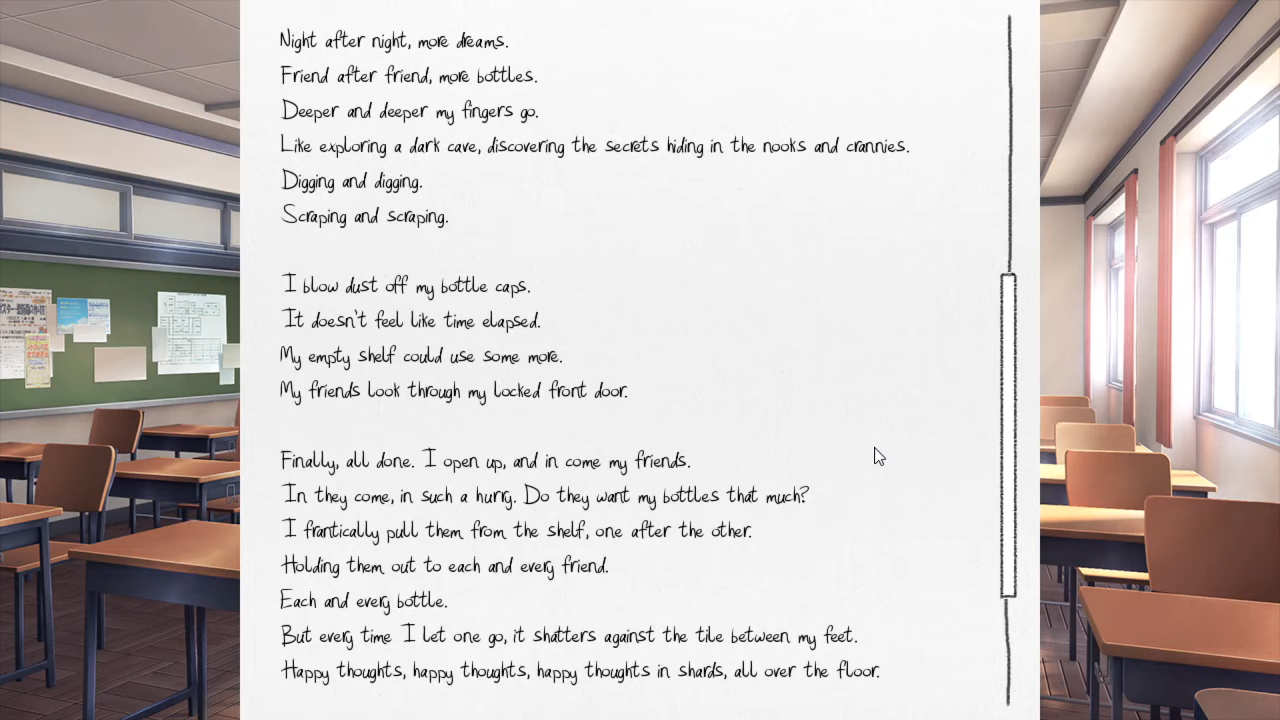 Night after night, more dreams.
Friend after friend, more bottles.
Deeper and deeper my fingers go.
Like exploring a dark cave, discovering the secrets hiding in the nooks and crannies.
Digging and digging.
Scraping and scraping.
I blow dust off my bottle caps.
It doesn't feel like time elapsed.
My empty shelf could use some more.
My friends look through my locked front door.
Finally, all done. I open up, and in come my friends.
In they come, in such a hurry. Do they want my bottles that much?
I frantically pull them from the shelf, one after the other.
Holding them out to each and every friend.
Each and every bottle.
But every time I let one go, it shatters against the tile between my feet.
Happy thoughts, happy thoughts, happy thoughts in shards, all over the floor.